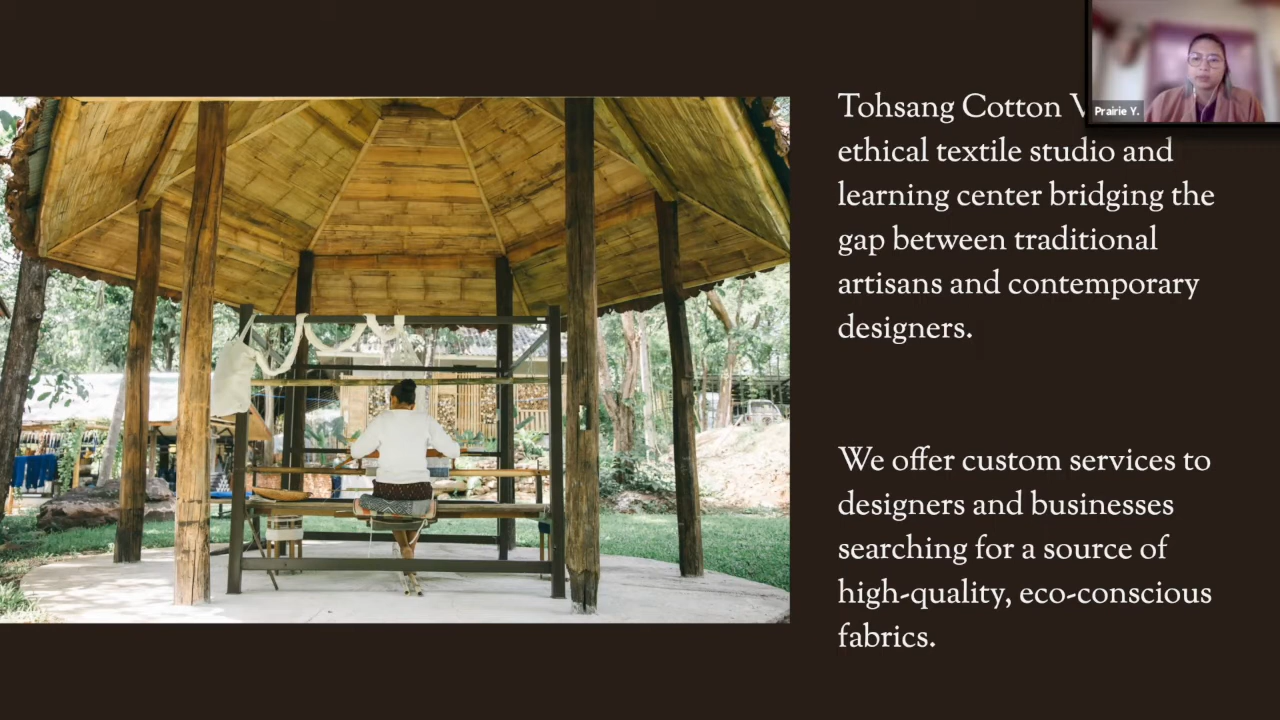 Tohsang Cotton
ethical textile studio and
learning center bridging the
gap between traditional
artisans and contemporary
designers.
We offer custom services to
designers and businesses
searching for a source of
high-quality, eco-conscious
fabrics.
Prairie Y.